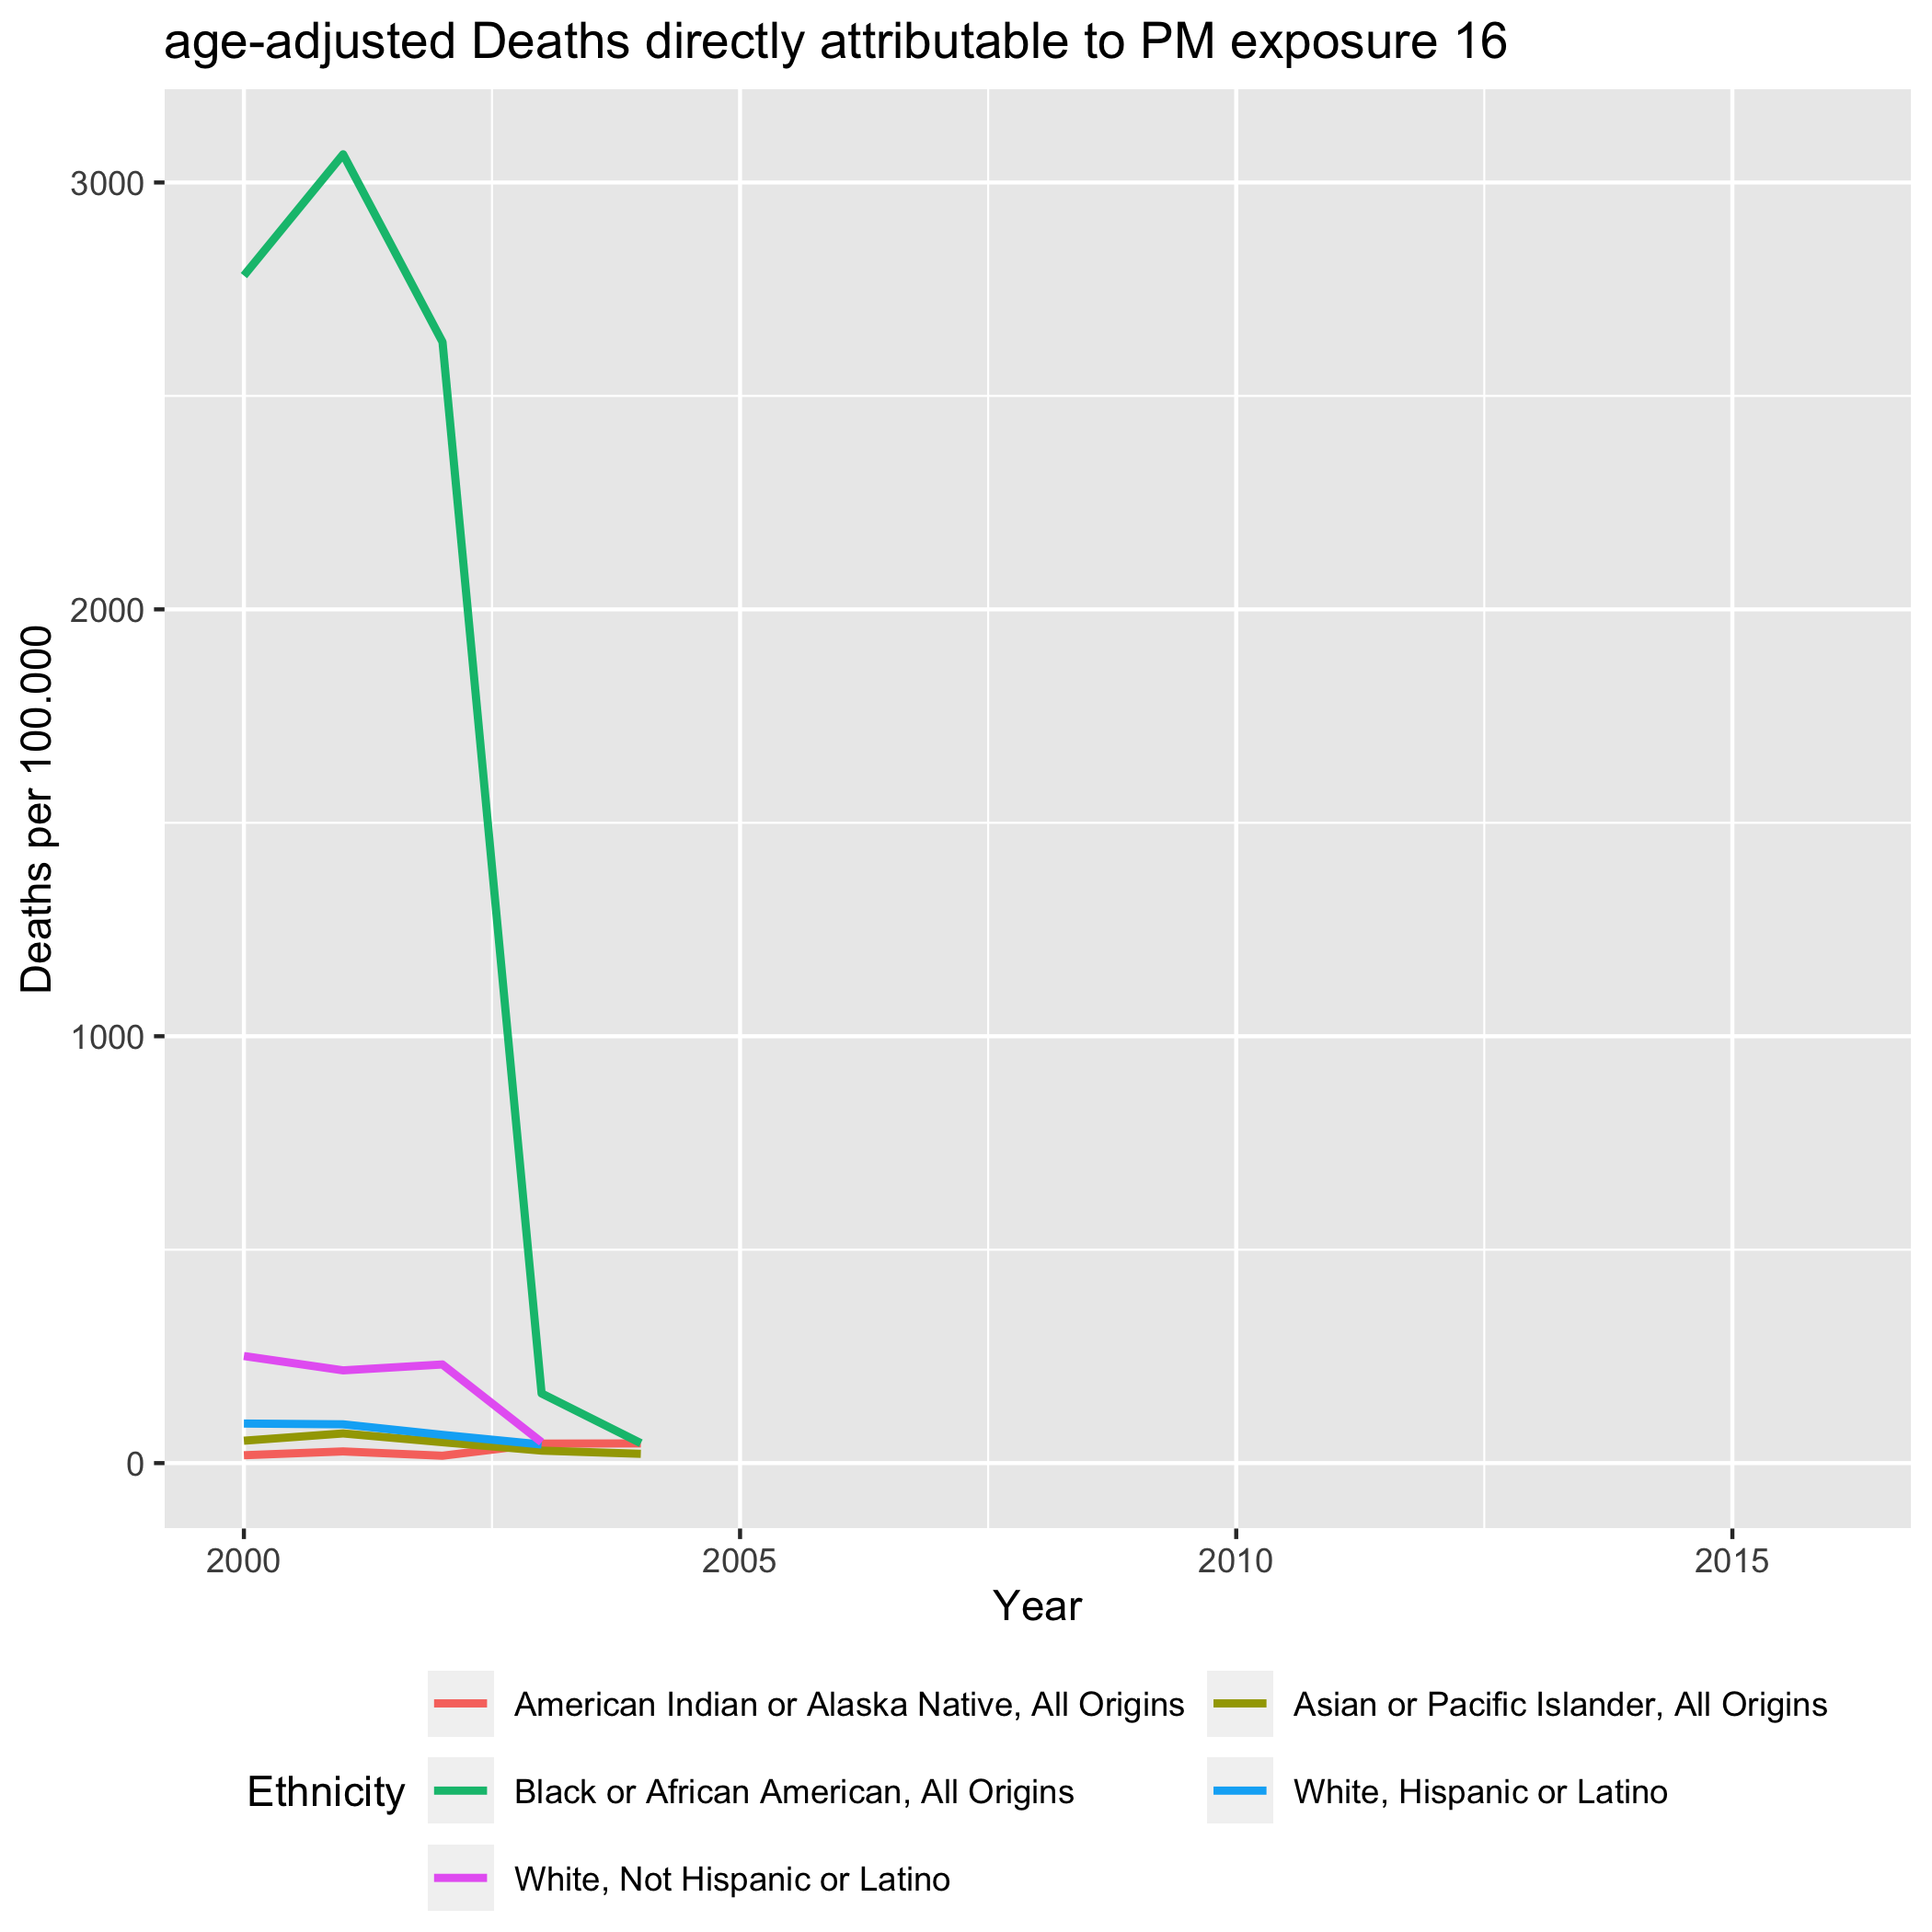 age-adjusted Deaths directly attributable to PM exposure 16
Deaths per 100.000
3000
2000
1000
0
2000 2005 2010 2015
Year
Ethnicity
American Indian or Alaska Native, All Origins
Asian or Pacific Islander, All Origins
Black or African American, All Origins
White, Hispanic or Latino
White, Not Hispanic or Latino